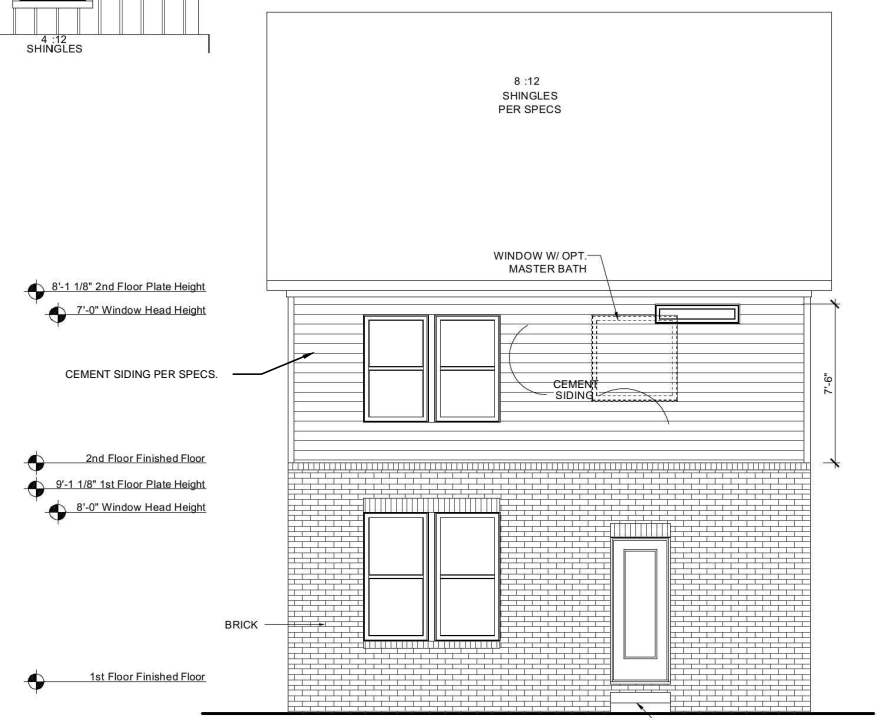 4 :12
SHINGLES
8 :12
SHINGLES
PER SPECS
WINDOW W/ OPT.
MASTER BATH
8'-1 1/8" 2nd Floor Plate Height
7'-0" Window Head Height
CEMENT SIDING PER SPECS.
CEMENT
SIDING
7'-6"
2nd Floor Finished Floor
9'-1 1/8" 1st Floor Plate Height
8'-0" Window Head Height
BRICK
1st Floor Finished Floor